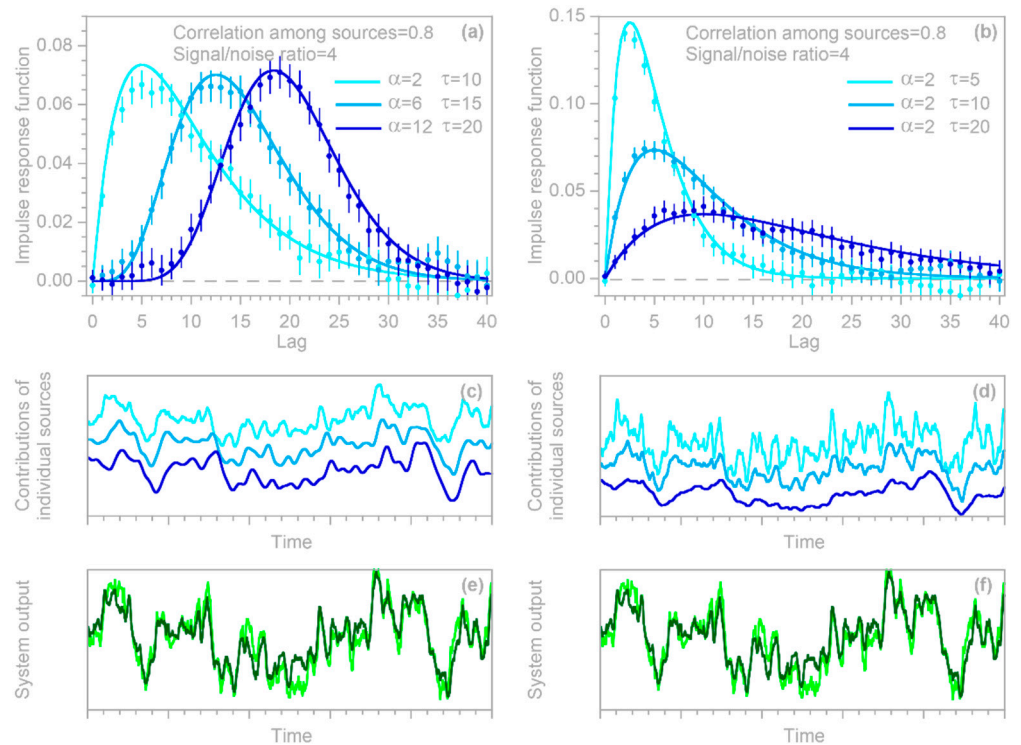 (a)
Correlation among sources=0.8
Signal/noise ratio=4
α=2 τ=10
α=6 τ=15
α=12 τ=20
Impulse response function
0.08
0.06
0.04
0.02
0.00
0 5 10 15 20 25 30 35 40
Lag
(b)
Correlation among sources=0.8
Signal/noise ratio=4
α=2 τ=5
α=2 τ=10
α=2 τ=20
Impulse response function
0.15
0.10
0.05
0.00
0 5 10 15 20 25 30 35 40
Lag
(c)
Contributions of
individual sources
Time
(d)
Contributions of
individual sources
Time
(e)
System output
Time
(f)
System output
Time